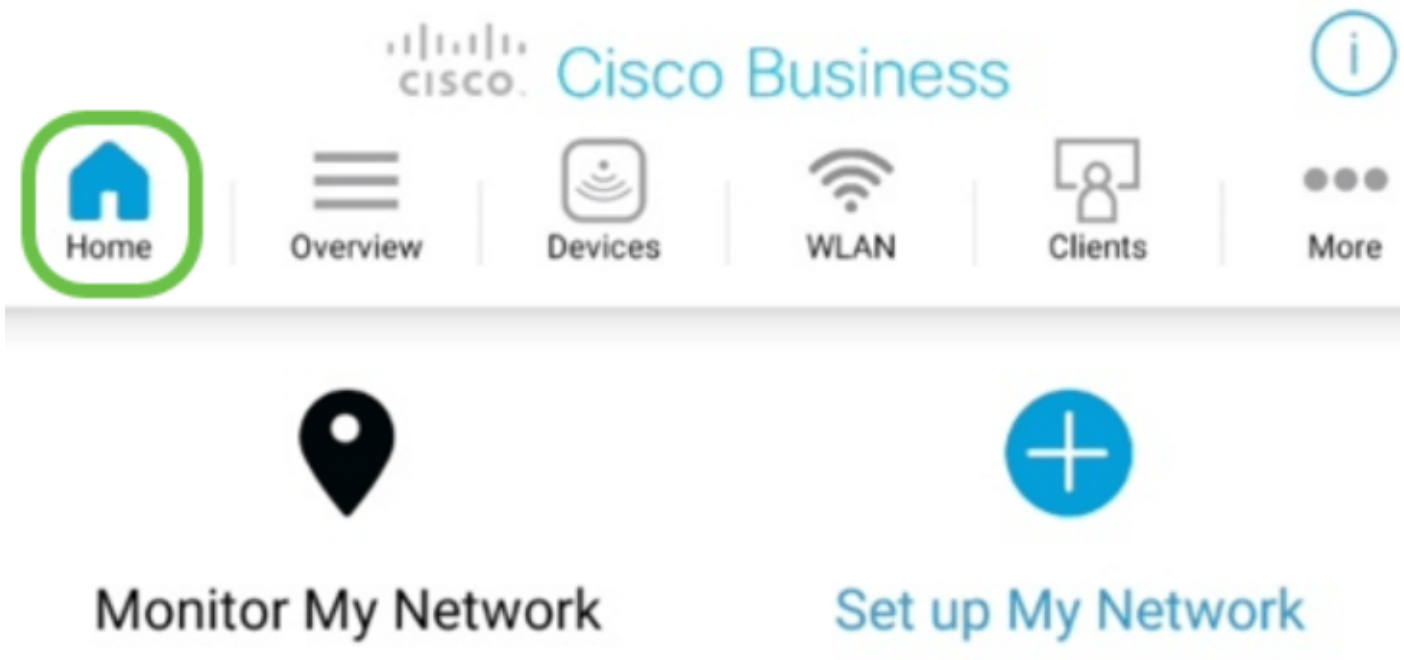 CISCO. Cisco Business i
Home Overview Devices WLAN Clients More
Monitor My Network Set up My Network